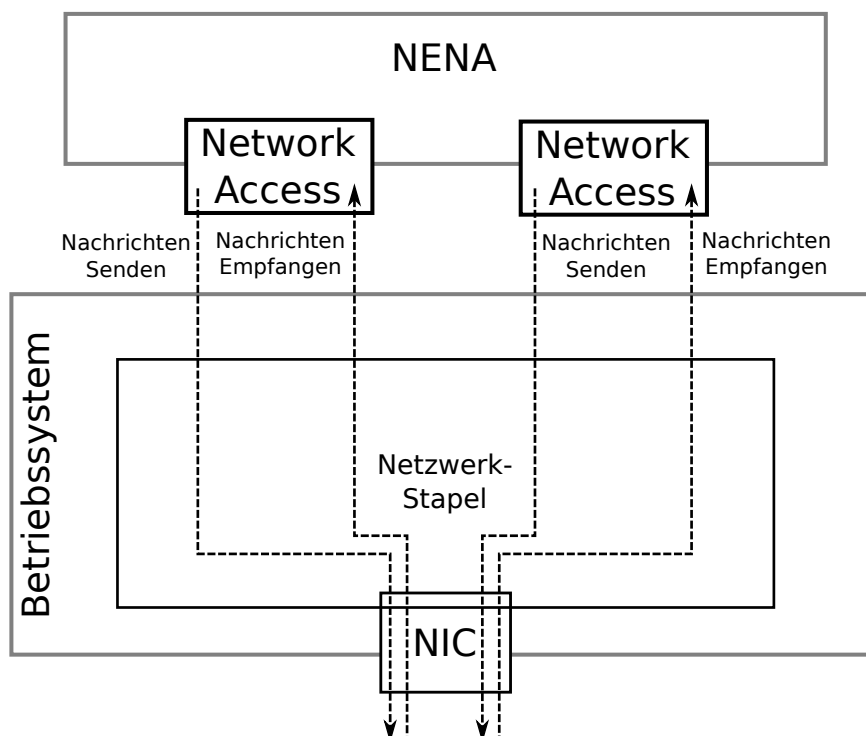 NENA
Network
Access
Network
Access
Nachrichten
Senden
Nachrichten
Empfangen
Nachrichten
Senden
Nachrichten
Empfangen
Betriebssystem
Netzwerk-
Stapel
NIC